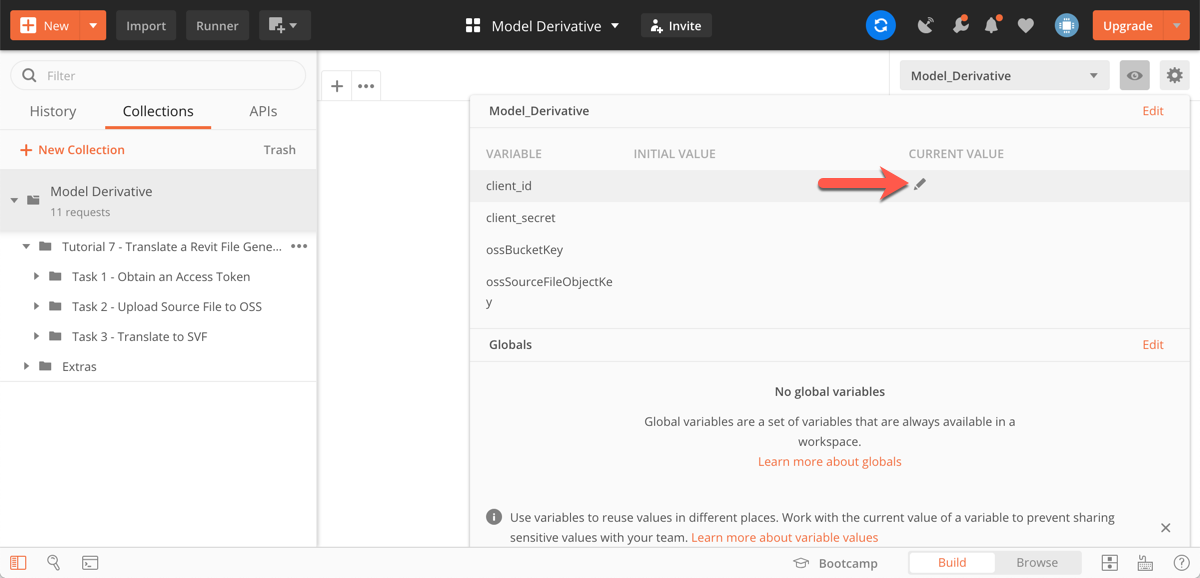 New
Import
Runner
Model Derivative
Invite
Upgrade
Filter
History
Collections
APIs
New Collection
Trash
Model Derivative
11 requests
Tutorial 7 - Translate a Revit File Gene...
Task 1 - Obtain an Access Token
Task 2 - Upload Source File to OSS
Task 3 - Translate to SVF
Extras
Model_Derivative
Model_Derivative
Edit
VARIABLE
INITIAL VALUE
CURRENT VALUE
client_id
client_secret
ossBucketKey
ossSourceFileObjectKe
y
Globals
Edit
No global variables
Global variables are a set of variables that are always available in a
workspace.
Learn more about globals
Use variables to reuse values in different places. Work with the current value of a variable to prevent sharing
sensitive values with your team. Learn more about variable values
Bootcamp
Build
Browse